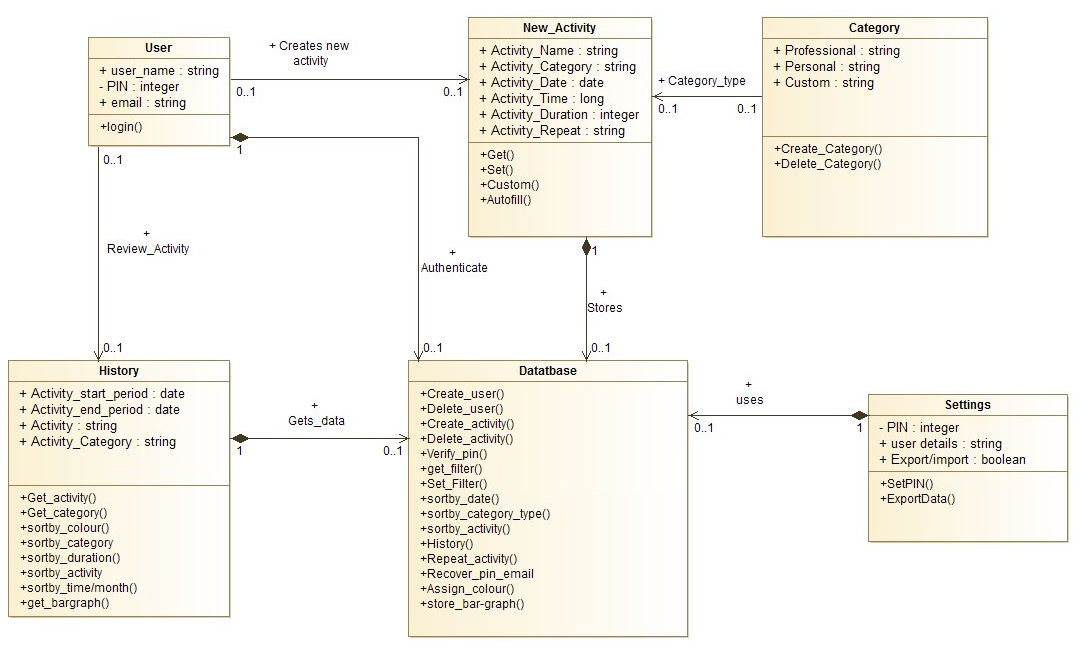 User
+ user_name : string
- PIN : integer
+ email : string
+login()
+ Creates new
activity
0..1
0..1
New_Activity
+ Activity_Name : string
+ Activity_Category : string
+ Activity_Date : date
+ Activity_Time : long
+ Activity_Duration : integer
+ Activity_Repeat : string
+Get()
+Set()
+Custom()
+Autofill()
+ Category_type
0..1
0..1
Category
+ Professional : string
+ Personal : string
+ Custom : string
+Create_Category()
+Delete_Category()
0..1
+
Review_Activity
0..1
1
+
Authenticate
0..1
1
+
Stores
0..1
History
+ Activity_start_period : date
+ Activity_end_period : date
+ Activity : string
+ Activity_Category : string
+Get_activity()
+Get_category()
+sortby_colour()
+sortby_category
+sortby_duration()
+sortby_activity
+sortby_time/month()
+get_bargraph()
+
Gets_data
1
0..1
Datatbase
+Create_user()
+Delete_user()
+Create_activity()
+Delete_activity()
+Verify_pin()
+get_filter()
+Set_Filter()
+sortby_date()
+sortby_category_type()
+sortby_activity()
+History()
+Repeat_activity()
+Recover_pin_email
+Assign_colour()
+store_bar-graph()
+
uses
0..1
1
Settings
- PIN : integer
+ user details : string
+ Export/import : boolean
+SetPIN()
+ExportData()